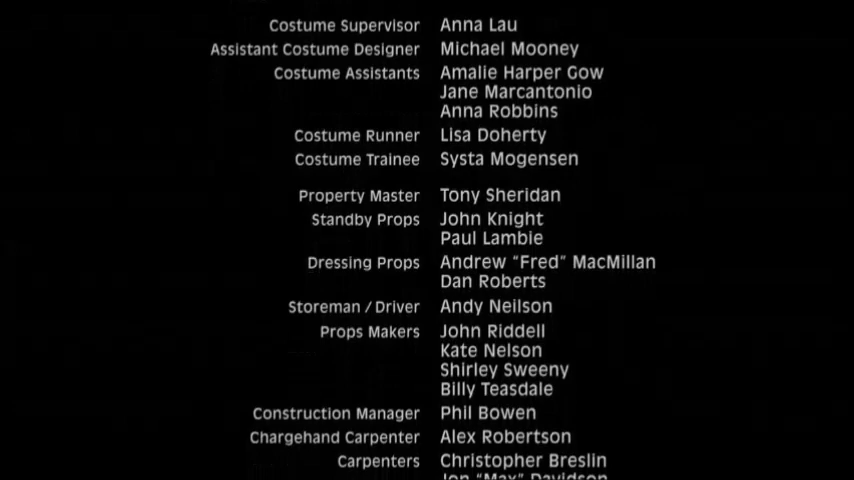 Costume Supervisor Anna Lau
Assistant Costume Designer Michael Mooney
Costume Assistants Amalie Harper Gow
Jane Marcantonio
Anna Robbins
Costume Runner Lisa Doherty
Costume Trainee Systa Mogensen
Property Master Tony Sheridan
Standby Props John Knight
Paul Lambie
Dressing Props Andrew “Fred” MacMillan
Dan Roberts
Storeman / Driver Andy Neilson
Props Makers John Riddell
Kate Nelson
Shirley Sweeny
Billy Teasdale
Construction Manager Phil Bowen
Chargehand Carpenter Alex Robertson
Carpenters Christopher Breslin
Jon “Max” Davidson